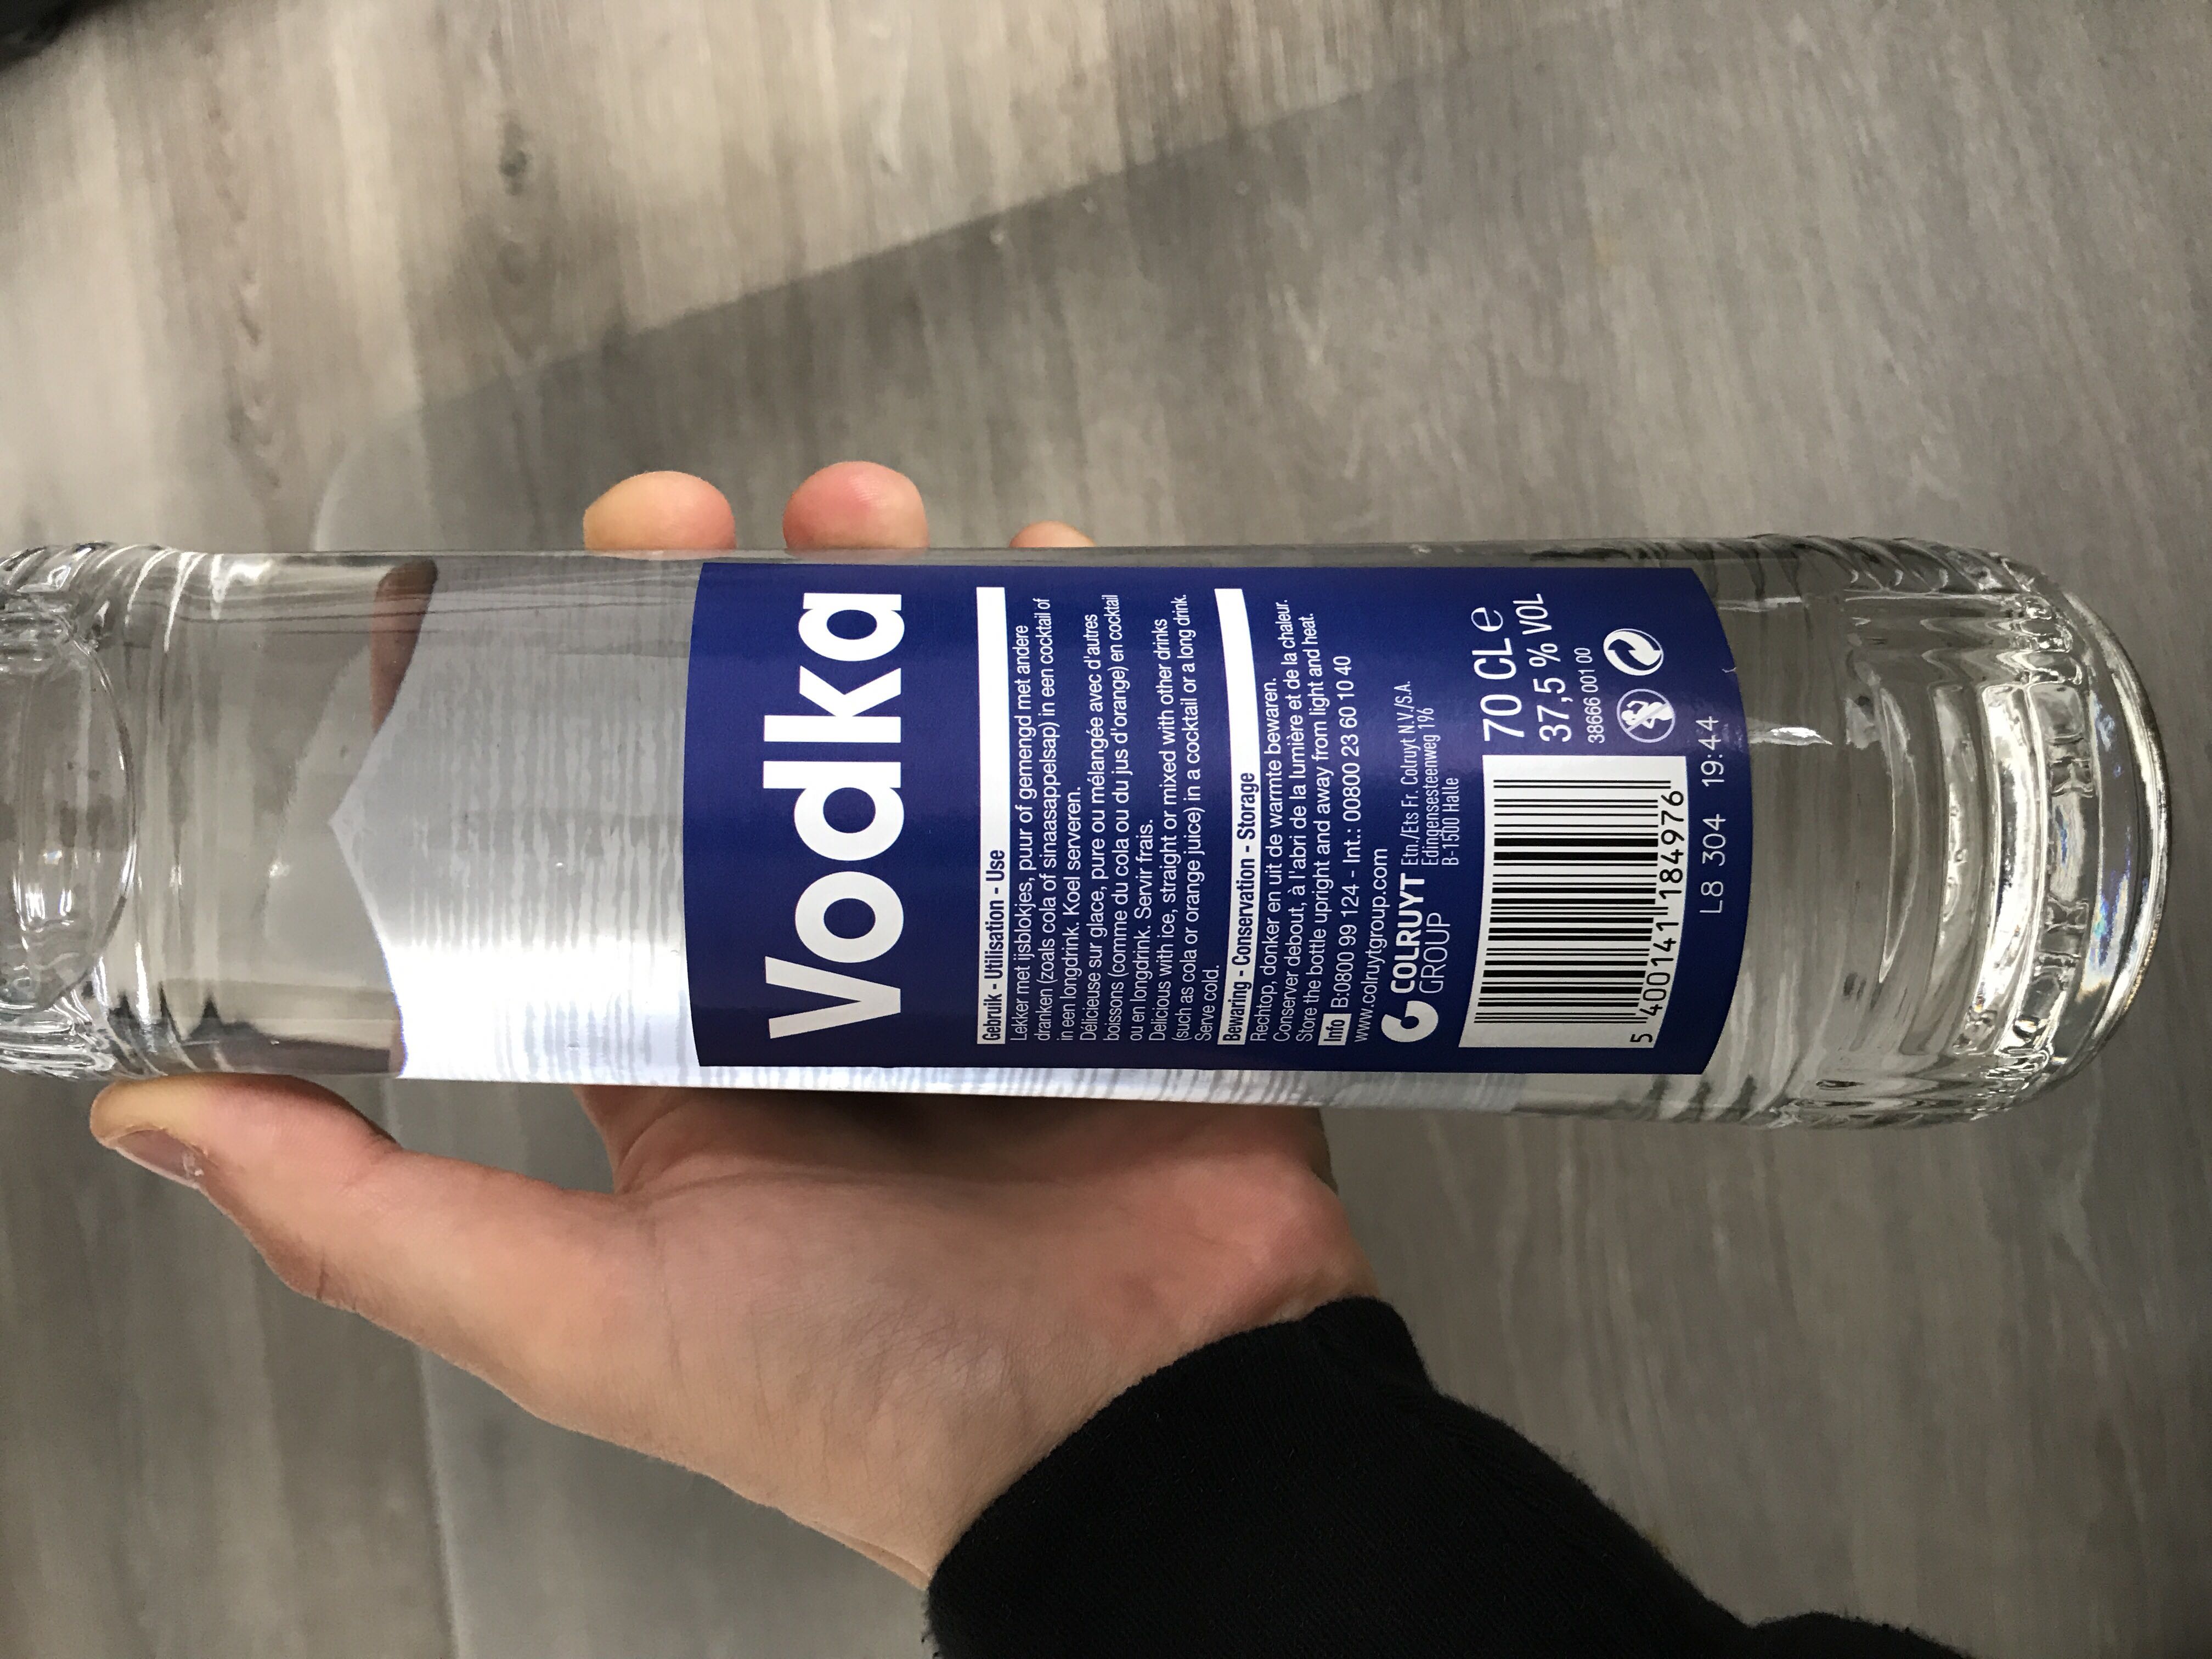 Vodka
Gebruik - Utilisation - Use
Lekker met ijsblokjes, puur of gemengd met andere
dranken (zoals cola of sinaasappelsap) in een cocktail of
in een longdrink. Koel serveren.
Délicieuse sur glace, pure ou mélangée avec d'autres
boissons (comme du cola ou du jus d'orange) en cocktail
ou en longdrink. Servir frais.
Delicious with ice, straight or mixed with other drinks
(such as cola or orange juice) in a cocktail or a long drink.
Serve cold.
Bewaring - Conservation - Storage
Rechtop, donker en uit de warmte bewaren.
Conserver debout, à l'abri de la lumière et de la chaleur.
Store the bottle upright and away from light and heat.
Info B:0800 99 124 - Int.: 00800 23 60 10 40
www.colruytgroup.com
COLRUYT
GROUP
Etn./Ets Fr. Colruyt N.V./S.A.
Edingensesteenweg 196
B-1500 Halle
70 CL e
37,5 % VOL
38666 001 00
5 400141 184976
L8 304 19:44